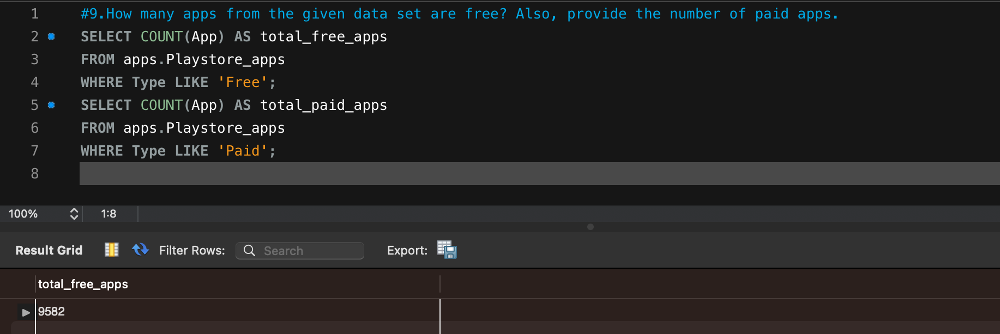 1 #9.How many apps from the given data set are free? Also, provide the number of paid apps.
2 SELECT COUNT(App) AS total_free_apps
3 FROM apps.Playstore_apps
4 WHERE Type LIKE 'Free';
5 SELECT COUNT(App) AS total_paid_apps
6 FROM apps.Playstore_apps
7 WHERE Type LIKE 'Paid';
8
100% 1:8
Result Grid Filter Rows: Search Export:
total_free_apps
9582